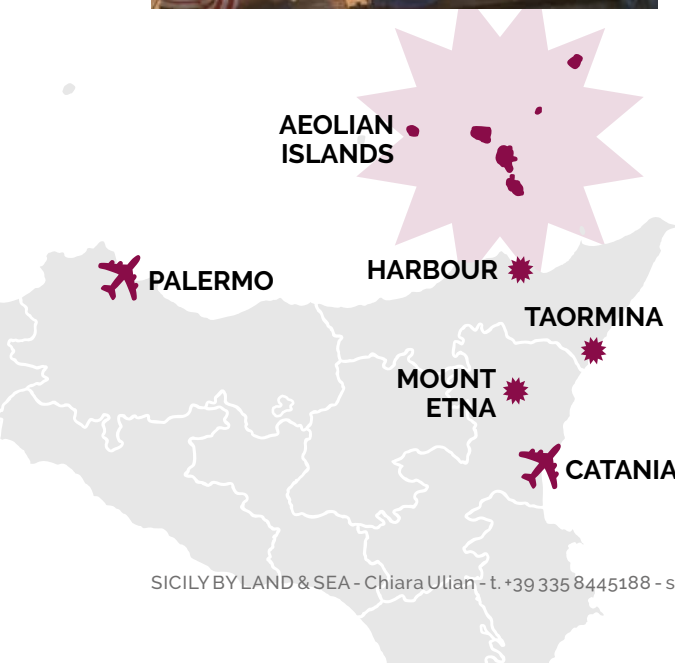 AEOLIAN
ISLANDS
PALERMO
HARBOUR
TAORMINA
MOUNT
ETNA
CATANIA
SICILY BY LAND & SEA - Chiara Ulian - t. +39 335 8445188 - s